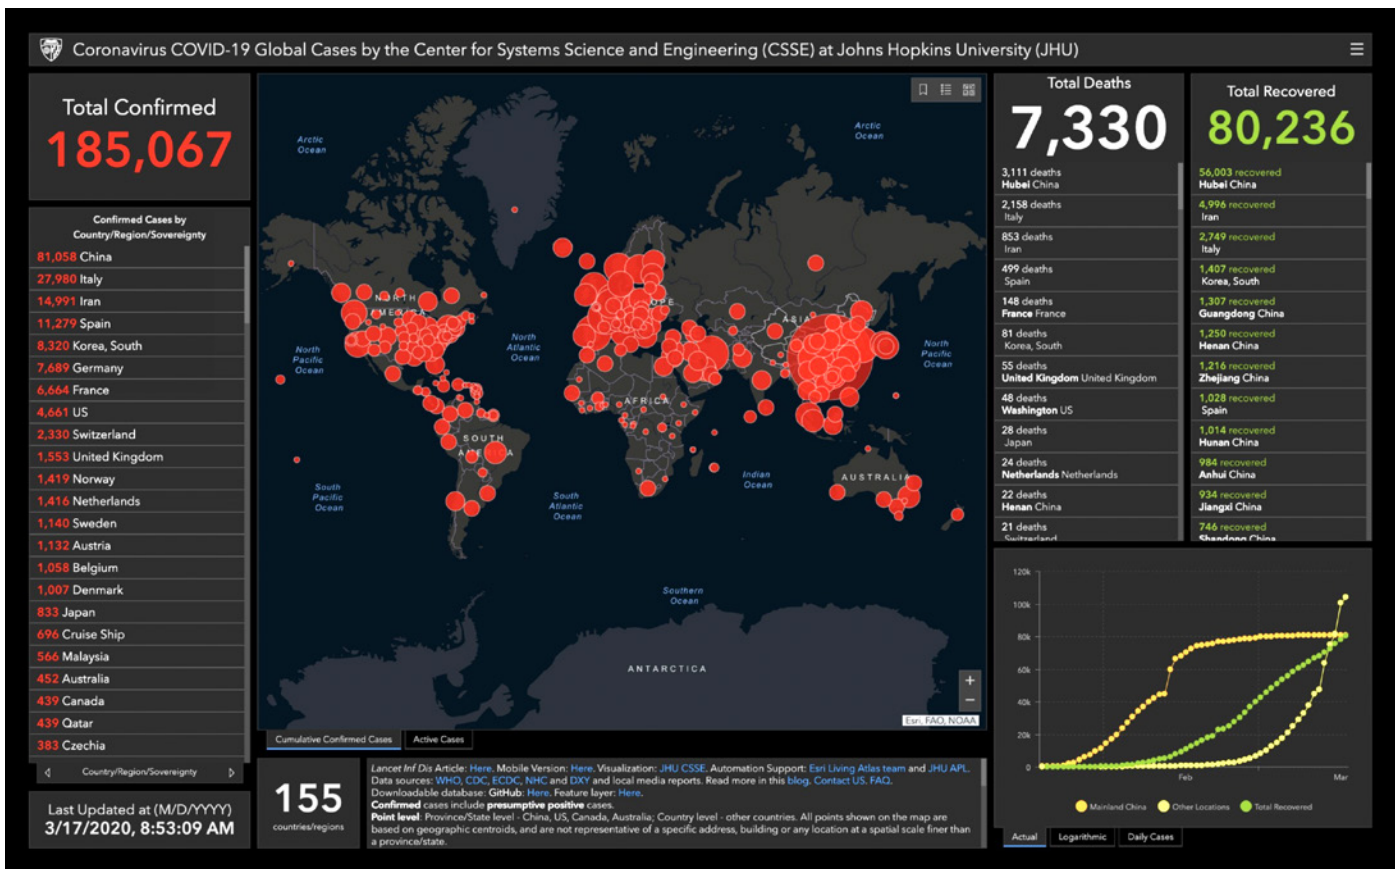 Coronavirus COVID-19 Global Cases by the Center for Systems Science and Engineering (CSSE) at Johns Hopkins University (JHU)
Total Confirmed
185,067
Confirmed Cases by
Country/Region/Sovereignty
81,058 China
27,980 Italy
14,991 Iran
11,279 Spain
8,320 Korea, South
7,689 Germany
6,664 France
4,661 US
2,330 Switzerland
1,553 United Kingdom
1,419 Norway
1,416 Netherlands
1,140 Sweden
1,132 Austria
1,058 Belgium
1,007 Denmark
833 Japan
696 Cruise Ship
566 Malaysia
452 Australia
439 Canada
439 Qatar
383 Czechia
Country/Region/Sovereignty
Last Updated at (M/D/YYYY)
3/17/2020, 8:53:09 AM
Arctic
Ocean
Arctic
Ocean
NORTH
AMERICA
OPE
ASIA
North
Pacific
Ocean
North
Atlantic
Ocean
North
Pacific
Ocean
AFRICA
SOUTH
AMERICA
South
Pacific
Ocean
South
Atlantic
Ocean
Indian
Ocean
AUSTRALIA
Southern
Ocean
ANTARCTICA
+
−
Esri, FAO, NOAA
Cumulative Confirmed Cases
Active Cases
155
countries/regions
Lancet Inf Dis Article: Here. Mobile Version: Here. Visualization: JHU CSSE. Automation Support: Esri Living Atlas team and JHU APL.
Data sources: WHO, CDC, ECDC, NHC and DXY and local media reports. Read more in this blog. Contact US. FAQ.
Downloadable database: GitHub: Here. Feature layer: Here.
Confirmed cases include presumptive positive cases.
Point level: Province/State level - China, US, Canada, Australia; Country level - other countries. All points shown on the map are
based on geographic centroids, and are not representative of a specific address, building or any location at a spatial scale finer than
a province/state.
Total Deaths
7,330
3,111 deaths
Hubei China
2,158 deaths
Italy
853 deaths
Iran
499 deaths
Spain
148 deaths
France France
81 deaths
Korea, South
55 deaths
United Kingdom United Kingdom
48 deaths
Washington US
28 deaths
Japan
24 deaths
Netherlands Netherlands
22 deaths
Henan China
21 deaths
Switzerland
Total Recovered
80,236
56,003 recovered
Hubei China
4,996 recovered
Iran
2,749 recovered
Italy
1,407 recovered
Korea, South
1,307 recovered
Guangdong China
1,250 recovered
Henan China
1,216 recovered
Zhejiang China
1,028 recovered
Spain
1,014 recovered
Hunan China
984 recovered
Anhui China
934 recovered
Jiangxi China
746 recovered
Shandong China
120k
100k
80k
60k
40k
20k
0
Feb
Mar
Mainland China
Other Locations
Total Recovered
Actual
Logarithmic
Daily Cases